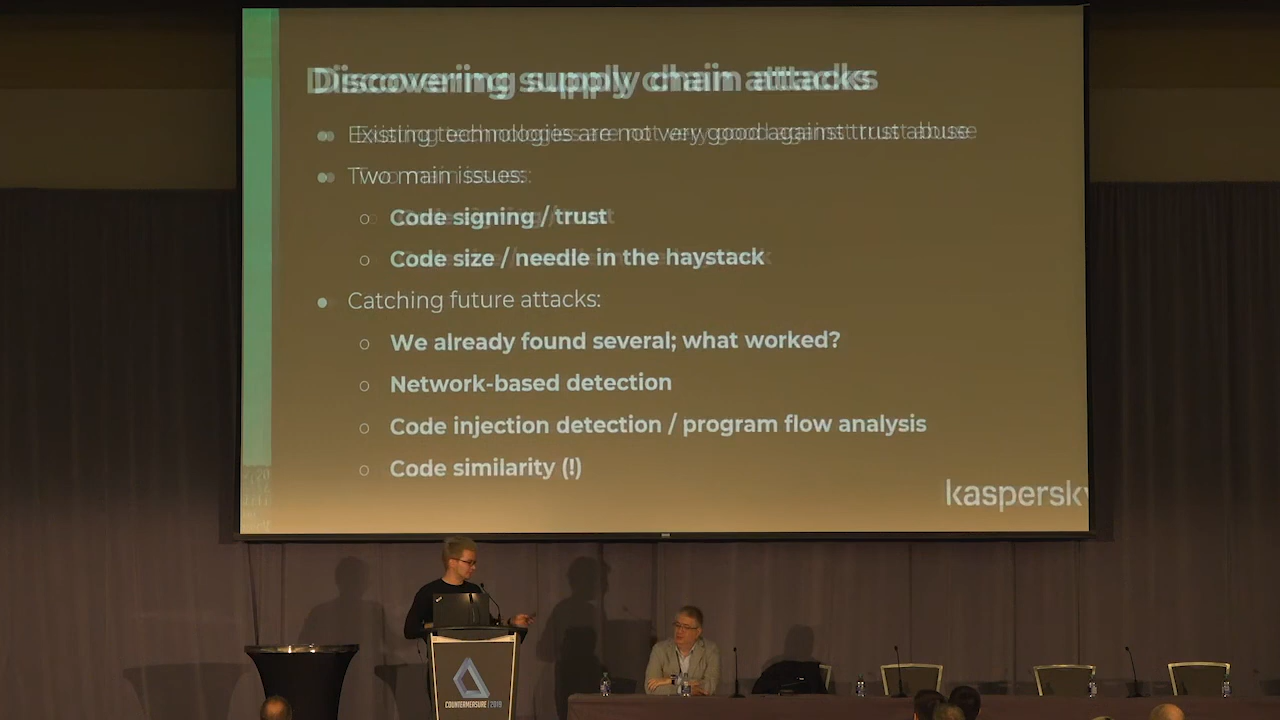 Discovering supply chain attacks
Existing technologies are not very good against trust abuse
Two main issues:
Code signing / trust
Code size / needle in the haystack
Catching future attacks:
We already found several; what worked?
Network-based detection
Code injection detection / program flow analysis
Code similarity (!)
kaspersky
COUNTERMEASURE | 2019